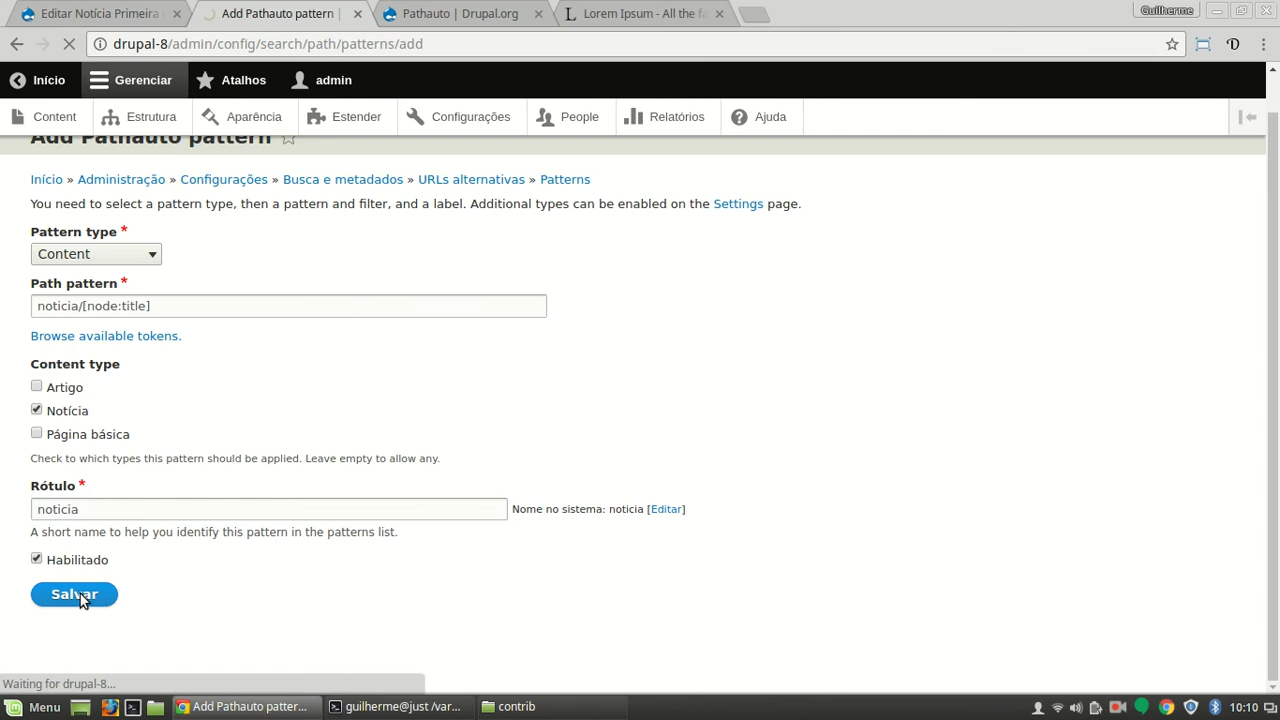 Editar Notícia Primeira
Add Pathauto pattern |
Pathauto | Drupal.org
Lorem Ipsum - All the fa
Guilherme
drupal-8/admin/config/search/path/patterns/add
Início
Gerenciar
Atalhos
admin
Content
Estrutura
Aparência
Estender
Configurações
People
Relatórios
Ajuda
Add Pathauto pattern
Início » Administração » Configurações » Busca e metadados » URLs alternativas » Patterns
You need to select a pattern type, then a pattern and filter, and a label. Additional types can be enabled on the Settings page.
Pattern type *
Content
Path pattern *
noticia/[node:title]
Browse available tokens.
Content type
Artigo
Notícia
Página básica
Check to which types this pattern should be applied. Leave empty to allow any.
Rótulo *
noticia
Nome no sistema: noticia [Editar]
A short name to help you identify this pattern in the patterns list.
Habilitado
Salvar
Waiting for drupal-8...
Menu
Add Pathauto patter...
guilherme@just /var...
contrib
10:10